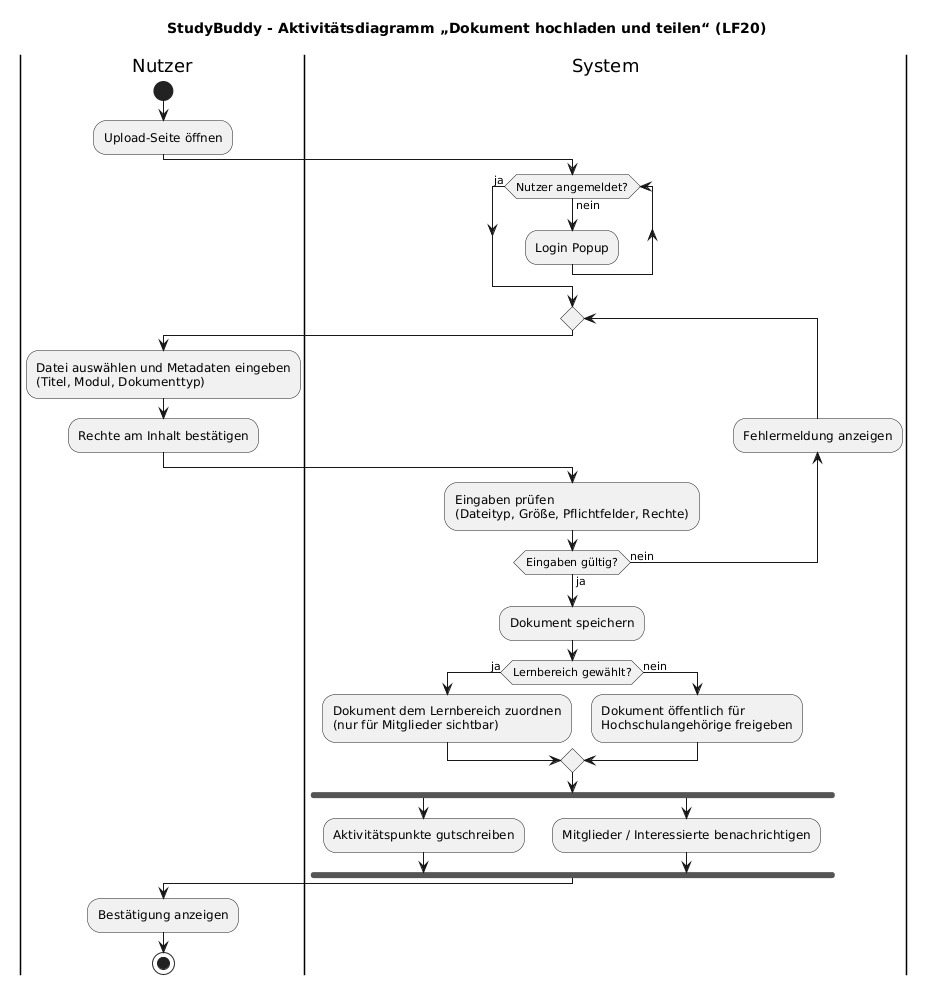 StudyBuddy - Aktivitätsdiagramm „Dokument hochladen und teilen“ (LF20)
Nutzer
System
Upload-Seite öffnen
Nutzer angemeldet?
ja
nein
Login Popup
Datei auswählen und Metadaten eingeben
(Titel, Modul, Dokumenttyp)
Rechte am Inhalt bestätigen
Fehlermeldung anzeigen
Eingaben prüfen
(Dateityp, Größe, Pflichtfelder, Rechte)
Eingaben gültig?
nein
ja
Dokument speichern
ja
Lernbereich gewählt?
nein
Dokument dem Lernbereich zuordnen
(nur für Mitglieder sichtbar)
Dokument öffentlich für
Hochschulangehörige freigeben
Aktivitätspunkte gutschreiben
Mitglieder / Interessierte benachrichtigen
Bestätigung anzeigen